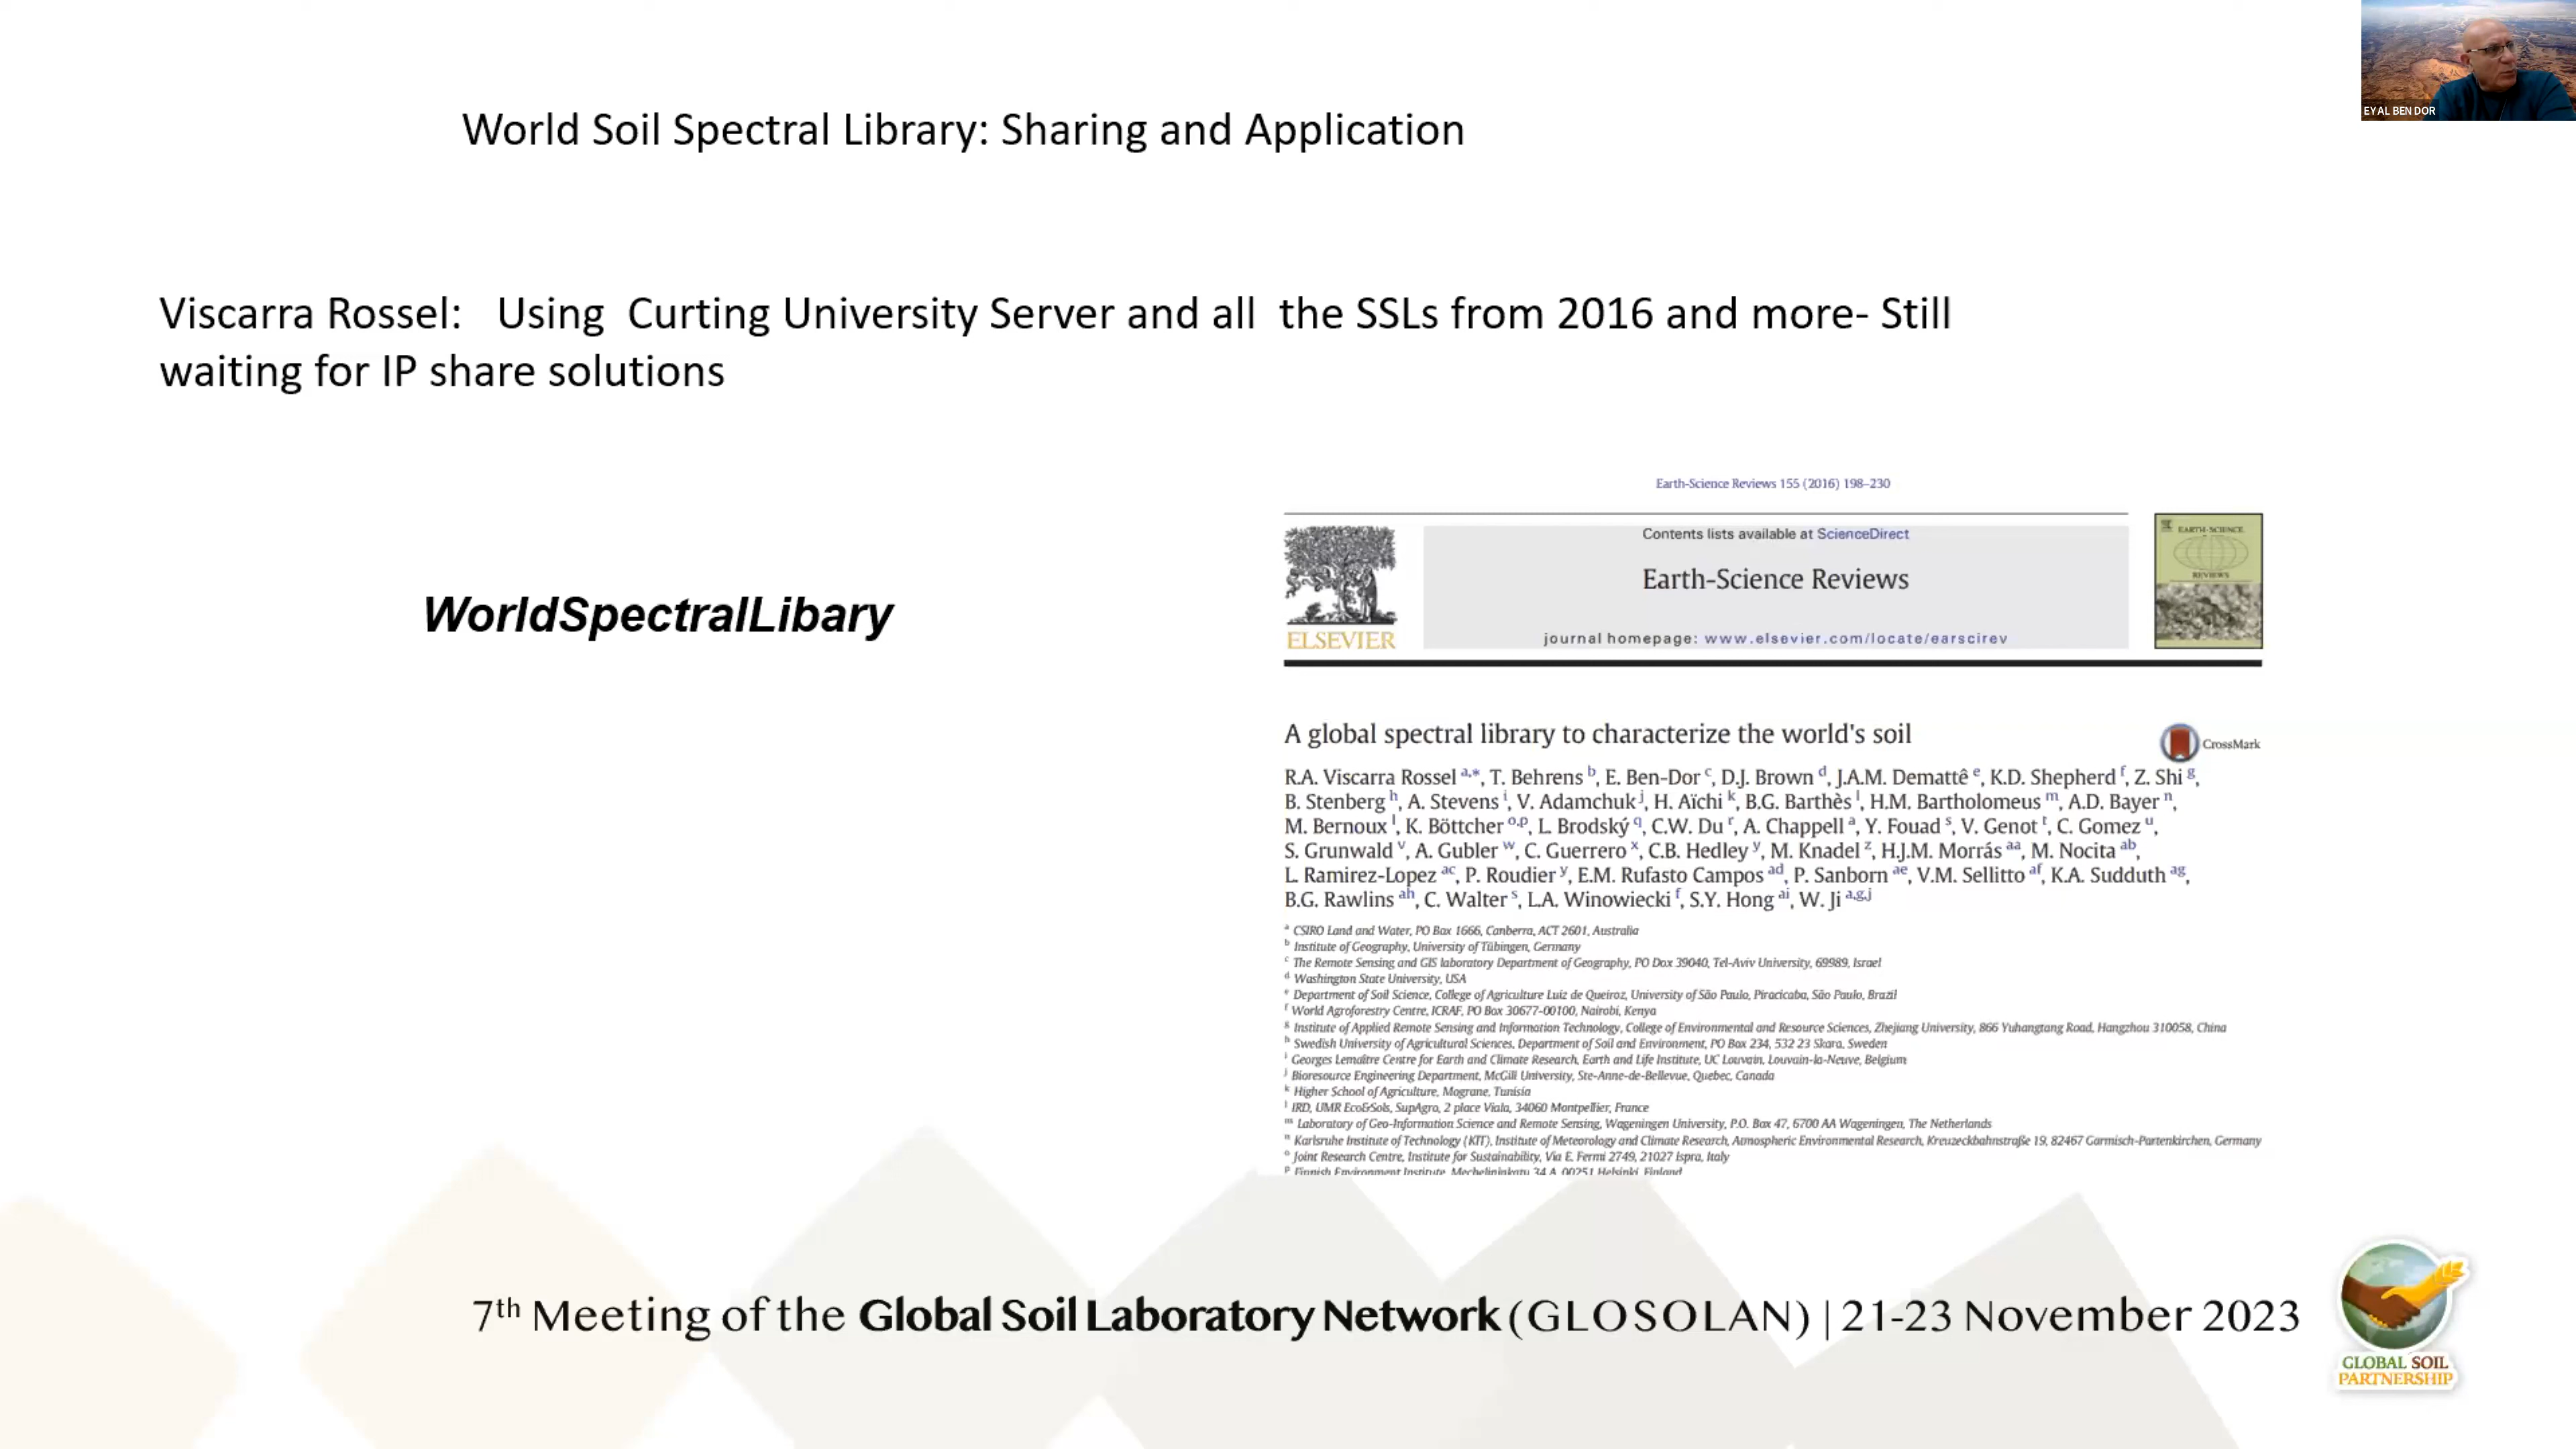 EYAL BEN DOR
World Soil Spectral Library: Sharing and Application
Viscarra Rossel: Using Curting University Server and all the SSLs from 2016 and more- Still
waiting for IP share solutions
WorldSpectralLibary
Earth-Science Reviews 155 (2016) 198–230
Contents lists available at ScienceDirect
Earth-Science Reviews
journal homepage: www.elsevier.com/locate/earscirev
ELSEVIER
EARTH-SCIENCE
REVIEWS
A global spectral library to characterize the world's soil
CrossMark
R.A. Viscarra Rossel a,*, T. Behrens b, E. Ben-Dor c, D.J. Brown d, J.A.M. Demattê e, K.D. Shepherd f, Z. Shi g,
B. Stenberg h, A. Stevens i, V. Adamchuk j, H. Aïchi k, B.G. Barthès l, H.M. Bartholomeus m, A.D. Bayer n,
M. Bernoux l, K. Böttcher o,p, L. Brodský q, C.W. Du r, A. Chappell a, Y. Fouad s, V. Genot t, C. Gomez u,
S. Grunwald v, A. Gubler w, C. Guerrero x, C.B. Hedley y, M. Knadel z, H.J.M. Morrás aa, M. Nocita ab,
L. Ramirez-Lopez ac, P. Roudier y, E.M. Rufasto Campos ad, P. Sanborn ae, V.M. Sellitto af, K.A. Sudduth ag,
B.G. Rawlins ah, C. Walter s, L.A. Winowiecki f, S.Y. Hong ai, W. Ji a,g,j
a CSIRO Land and Water, PO Box 1666, Canberra, ACT 2601, Australia
b Institute of Geography, University of Tübingen, Germany
c The Remote Sensing and GIS laboratory Department of Geography, PO Dox 39040, Tel-Aviv University, 69989, Israel
d Washington State University, USA
e Department of Soil Science, College of Agriculture Luiz de Queiroz, University of São Paulo, Piracicaba, São Paulo, Brazil
f World Agroforestry Centre, ICRAF, PO Box 30677-00100, Nairobi, Kenya
g Institute of Applied Remote Sensing and Information Technology, College of Environmental and Resource Sciences, Zhejiang University, 866 Yuhangtang Road, Hangzhou 310058, China
h Swedish University of Agricultural Sciences, Department of Soil and Environment, PO Box 234, 532 23 Skara, Sweden
i Georges Lemaître Centre for Earth and Climate Research, Earth and Life Institute, UC Louvain, Louvain-la-Neuve, Belgium
j Bioresource Engineering Department, McGill University, Ste-Anne-de-Bellevue, Quebec, Canada
k Higher School of Agriculture, Mograne, Tunisia
l IRD, UMR Eco&Sols, SupAgro, 2 place Viala, 34060 Montpellier, France
m Laboratory of Geo-Information Science and Remote Sensing, Wageningen University, P.O. Box 47, 6700 AA Wageningen, The Netherlands
n Karlsruhe Institute of Technology (KIT), Institute of Meteorology and Climate Research, Atmospheric Environmental Research, Kreuzeckbahnstraße 19, 82467 Garmisch-Partenkirchen, Germany
o Joint Research Centre, Institute for Sustainability, Via E. Fermi 2749, 21027 Ispra, Italy
p Finnish Environment Institute, Mechelininkatu 34 A, 00251 Helsinki, Finland
7th Meeting of the Global Soil Laboratory Network (GLOSOLAN) | 21-23 November 2023
GLOBAL SOIL
PARTNERSHIP